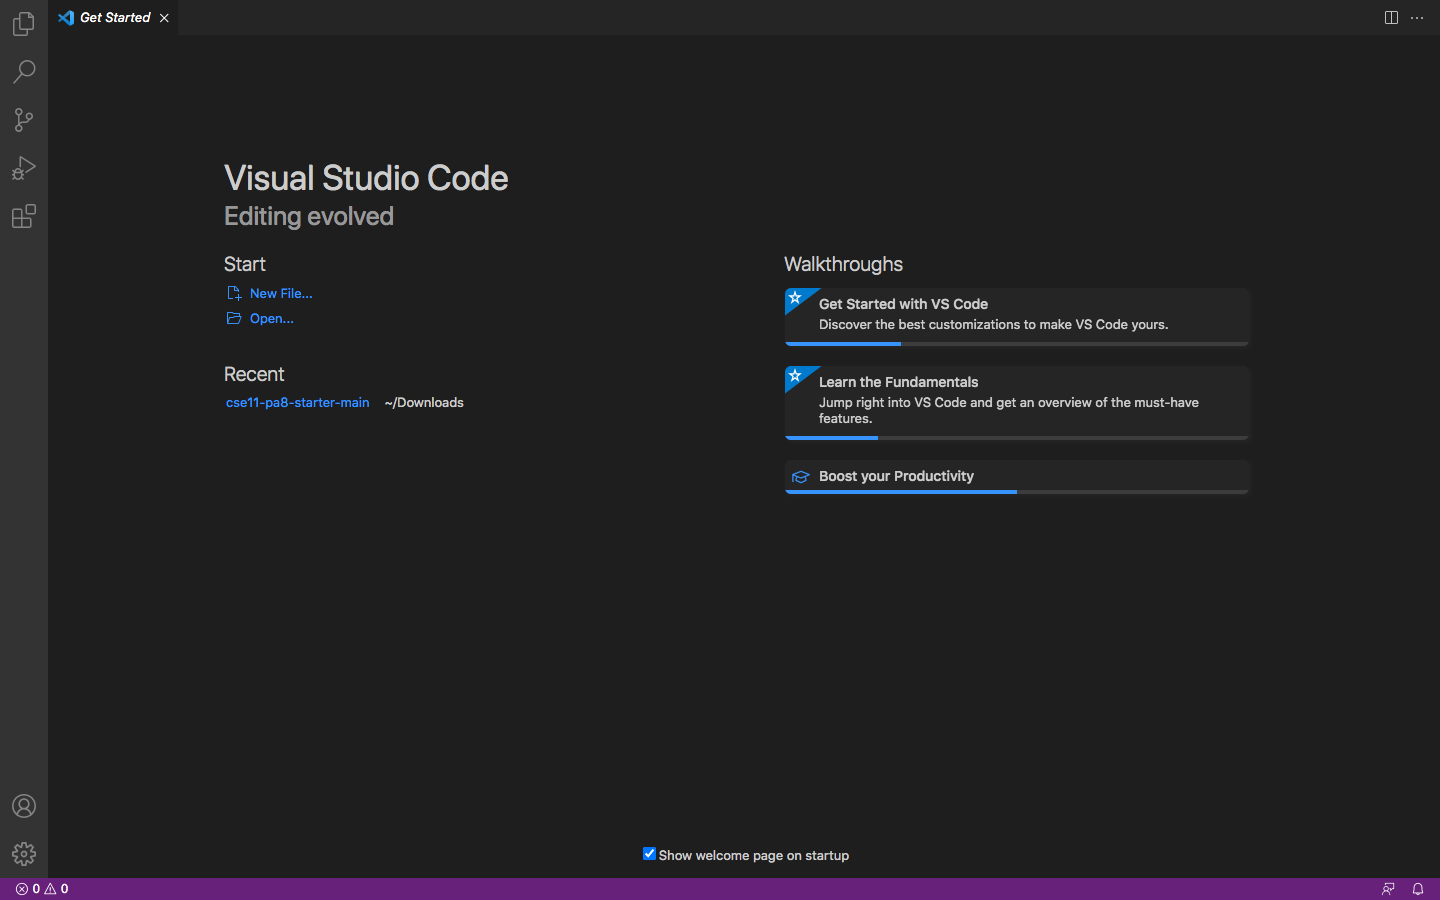 Get Started
Visual Studio Code
Editing evolved
Start
New File...
Open...
Recent
cse11-pa8-starter-main ~/Downloads
Walkthroughs
Get Started with VS Code
Discover the best customizations to make VS Code yours.
Learn the Fundamentals
Jump right into VS Code and get an overview of the must-have
features.
Boost your Productivity
Show welcome page on startup
0 0